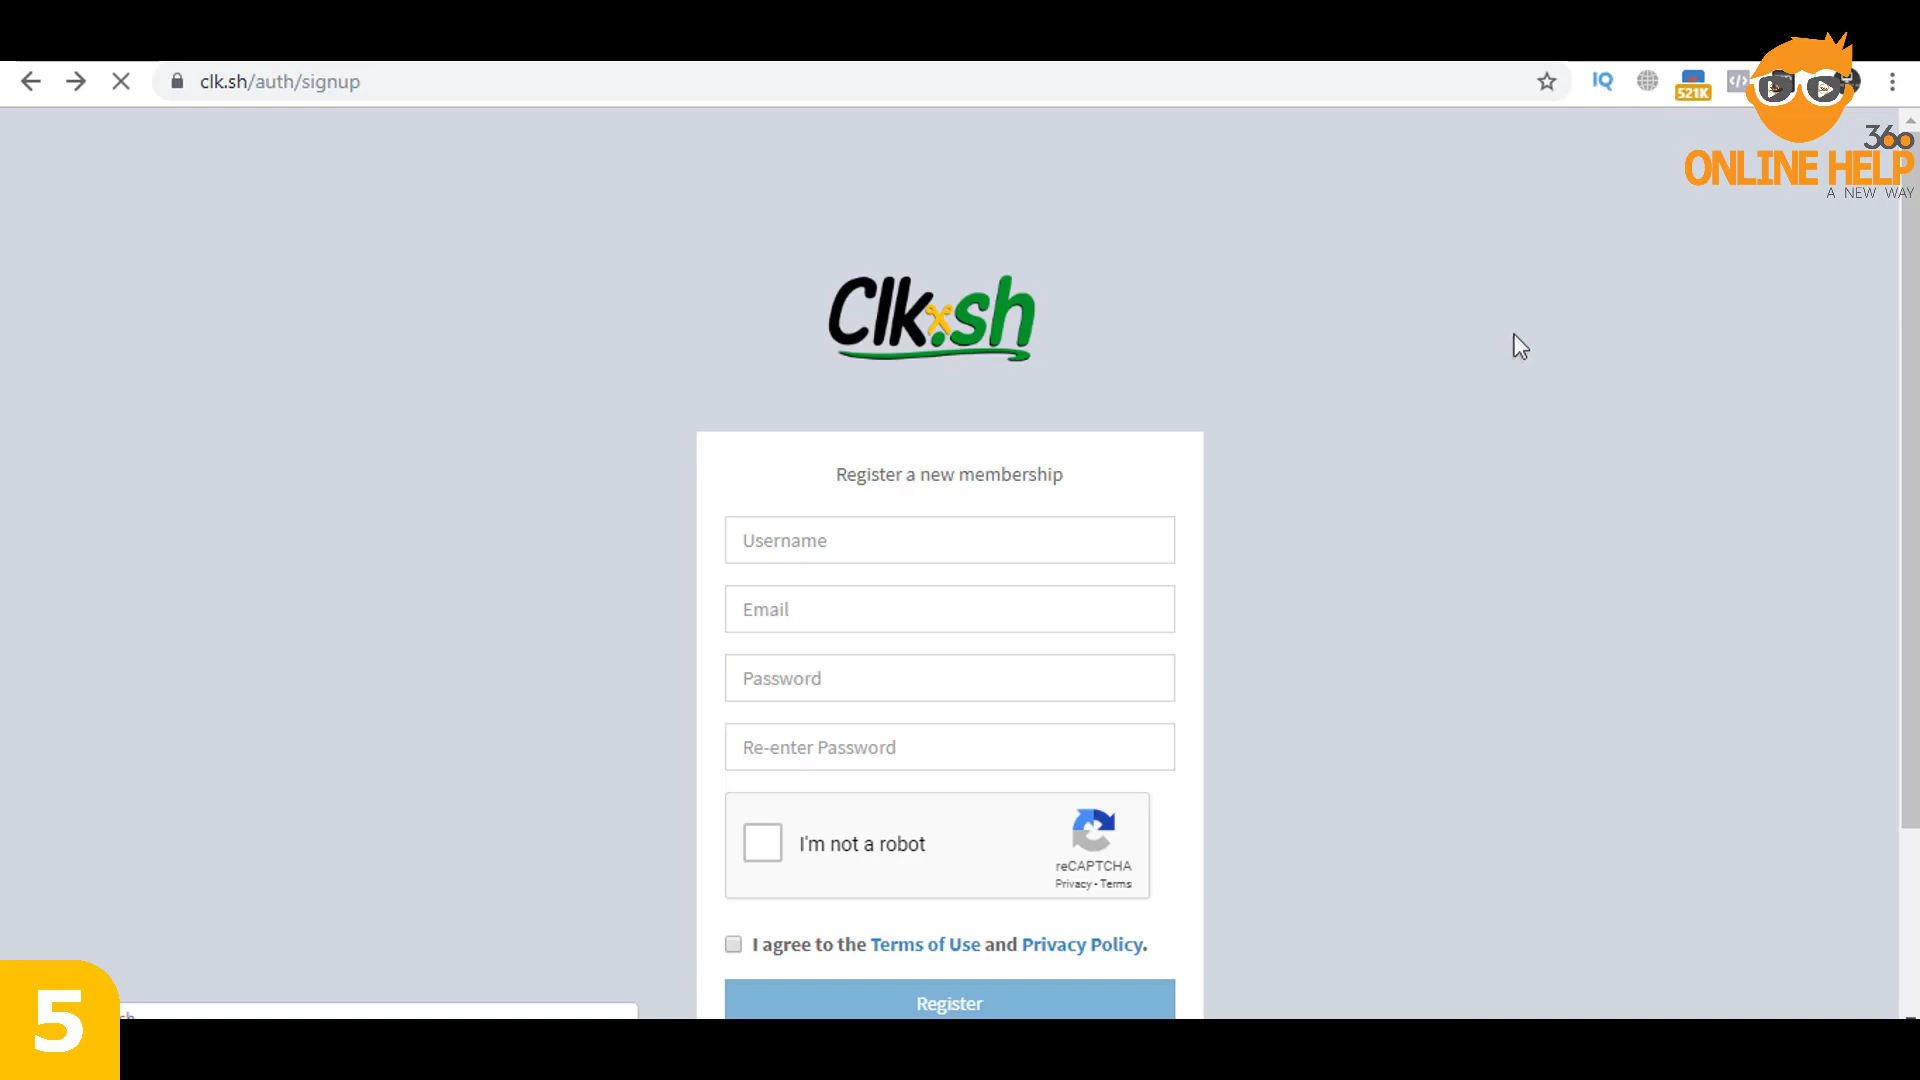 clk.sh/auth/signup
IQ
521K
</>
360
ONLINE HELP
A NEW WAY
Clk.sh
Register a new membership
Username
Email
Password
Re-enter Password
I'm not a robot
reCAPTCHA
Privacy - Terms
I agree to the Terms of Use and Privacy Policy.
Register
5